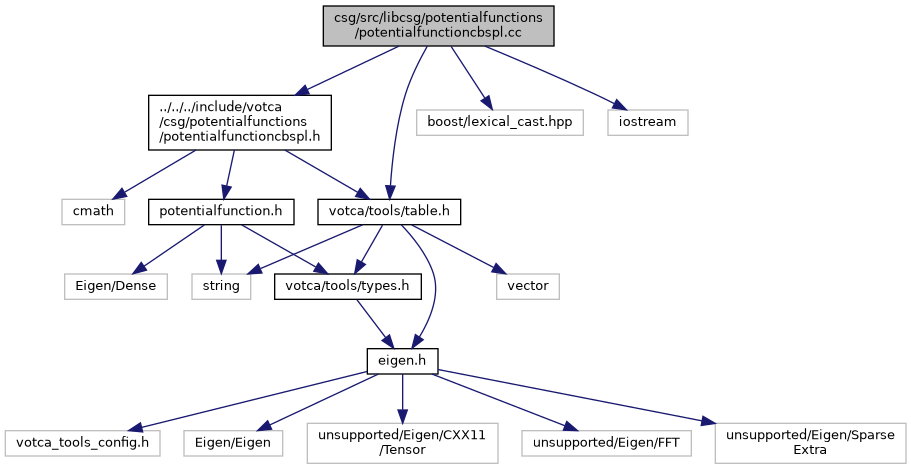 csg/src/libcsg/potentialfunctions
/potentialfunctioncbspl.cc
../../../include/votca
/csg/potentialfunctions
/potentialfunctioncbspl.h
boost/lexical_cast.hpp
iostream
cmath
potentialfunction.h
votca/tools/table.h
Eigen/Dense
string
votca/tools/types.h
vector
eigen.h
votca_tools_config.h
Eigen/Eigen
unsupported/Eigen/CXX11
/Tensor
unsupported/Eigen/FFT
unsupported/Eigen/Sparse
Extra